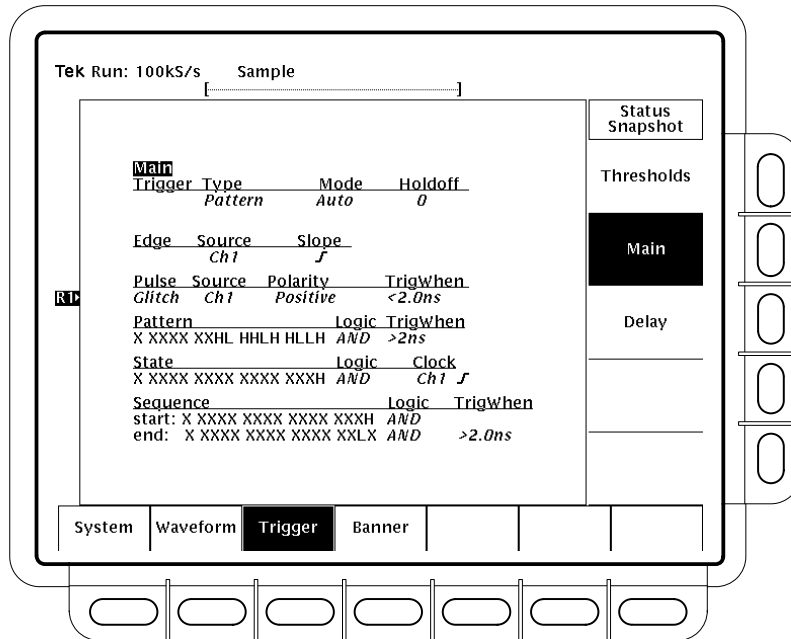 Tek Run: 100kS/s Sample
Status Snapshot
Main
Trigger Type Mode Holdoff
Pattern Auto 0
Edge Source Slope
Ch1
Pulse Source Polarity TrigWhen
Glitch Ch1 Positive <2.0ns
Pattern Logic TrigWhen
X XXXX XXHL HHLH HLLH AND >2ns
State Logic Clock
X XXXX XXXX XXXX XXXH AND Ch1
Sequence Logic TrigWhen
start: X XXXX XXXX XXXX XXXH AND
end: X XXXX XXXX XXXX XXLX AND >2.0ns
R1
Thresholds
Main
Delay
System Waveform Trigger Banner